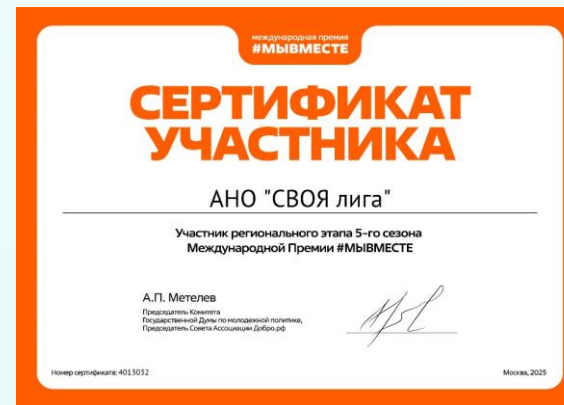 международная премия
#МЫВМЕСТЕ
СЕРТИФИКАТ
УЧАСТНИКА
АНО "СВОЯ лига"
Участник регионального этапа 5-го сезона
Международной Премии #МЫВМЕСТЕ
А.П. Метелев
Председатель Комитета
Государственной Думы по молодежной политике,
Председатель Совета Ассоциации Добро.рф
Номер сертификата: 4013032
Москва, 2025